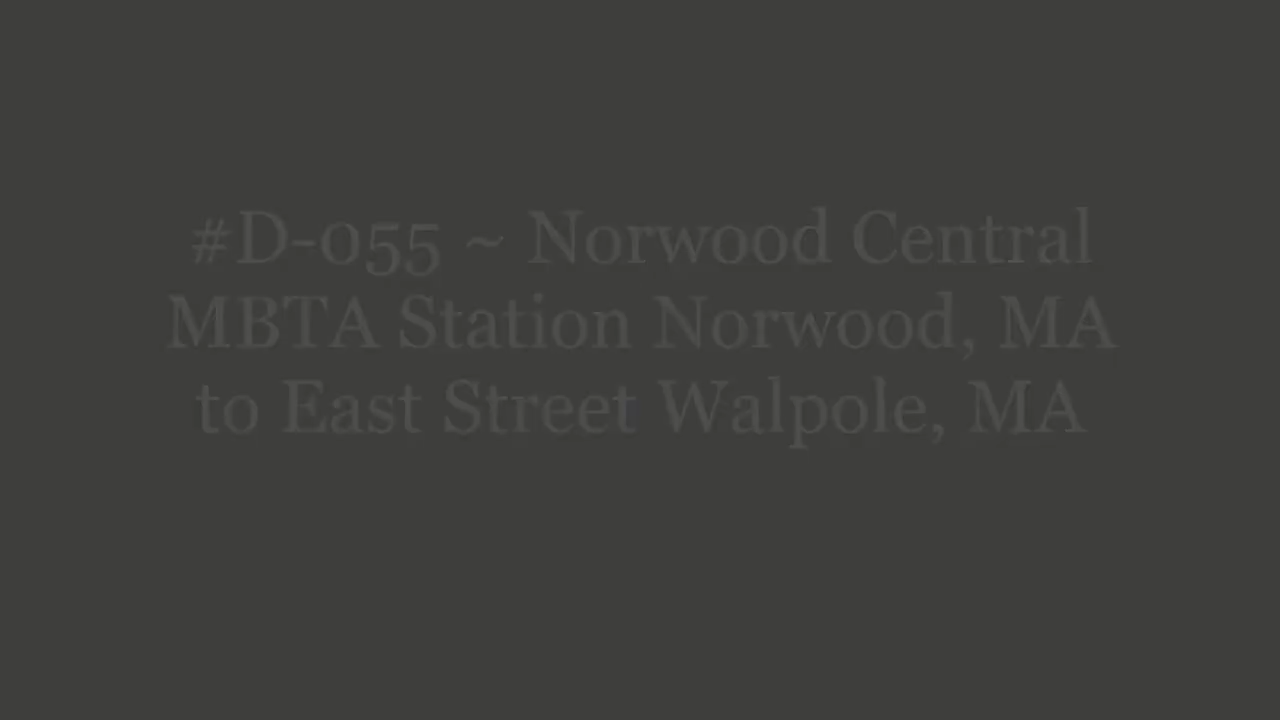 #D-055 ~ Norwood Central
MBTA Station Norwood, MA
to East Street Walpole, MA